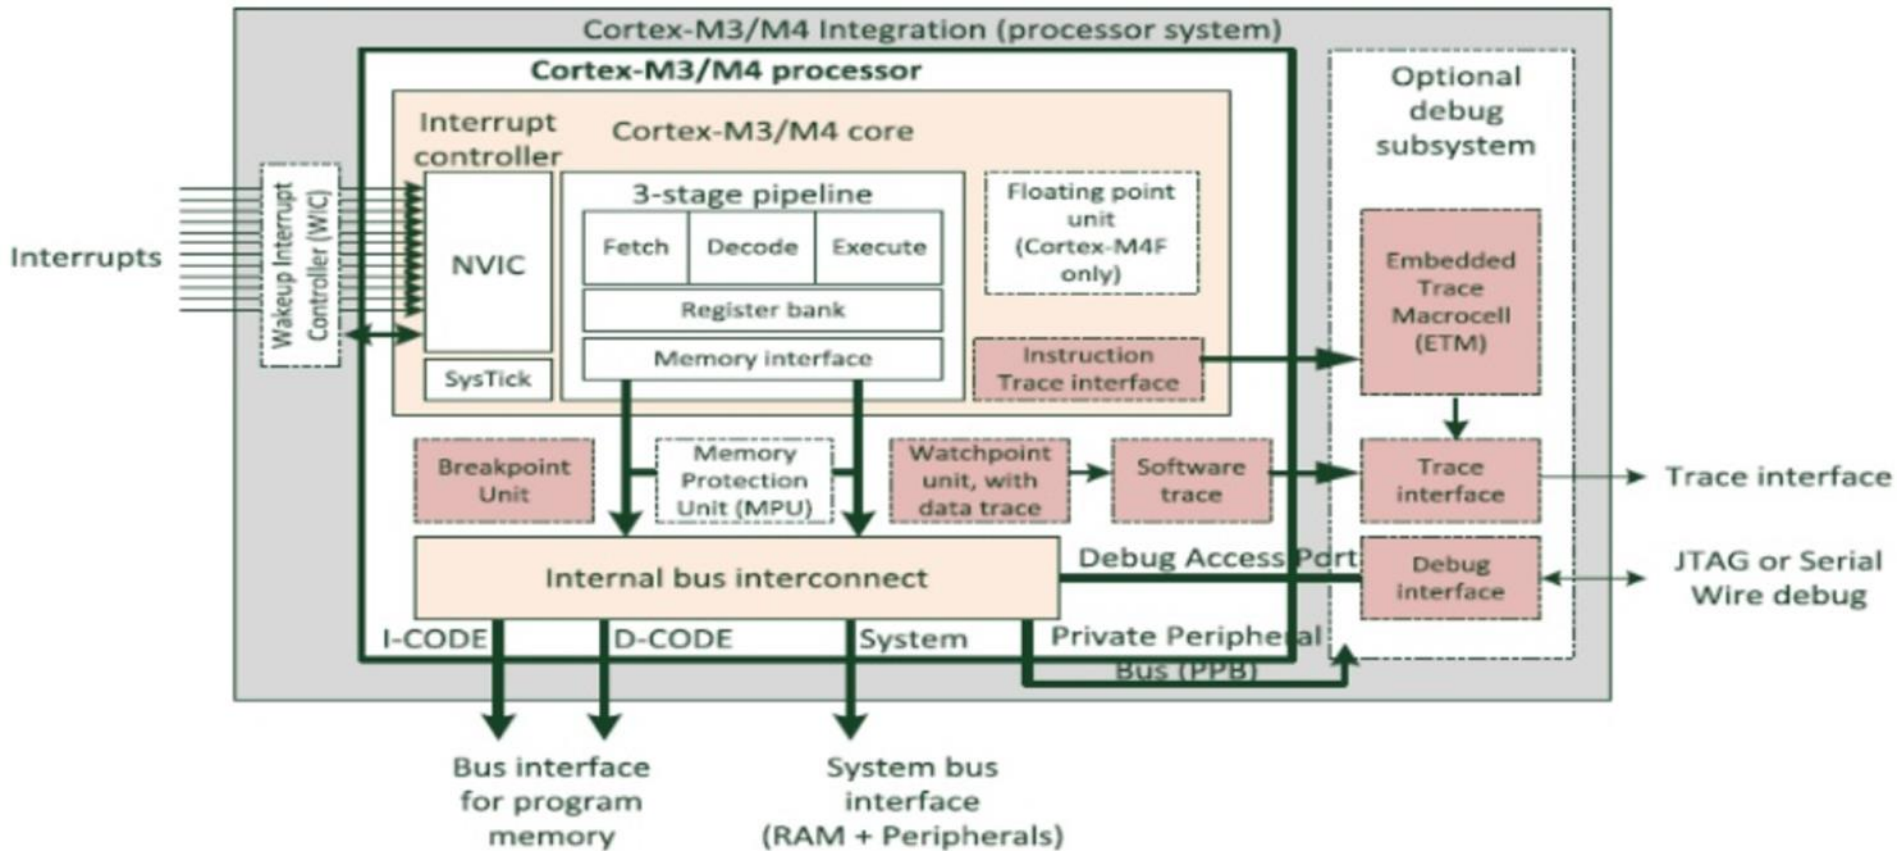 Cortex-M3/M4 Integration (processor system)
Cortex-M3/M4 processor
Interrupt
controller
Cortex-M3/M4 core
Interrupts
Wakeup Interrupt
Controller (WIC)
NVIC
SysTick
3-stage pipeline
Fetch
Decode
Execute
Register bank
Memory interface
Floating point
unit
(Cortex-M4F
only)
Instruction
Trace interface
Optional
debug
subsystem
Embedded
Trace
Macrocell
(ETM)
Breakpoint
Unit
Memory
Protection
Unit (MPU)
Watchpoint
unit, with
data trace
Software
trace
Trace
interface
Trace interface
Internal bus interconnect
Debug Access Port
Debug
interface
JTAG or Serial
Wire debug
I-CODE
D-CODE
System
Private Peripheral
Bus (PPB)
Bus interface
for program
memory
System bus
interface
(RAM + Peripherals)